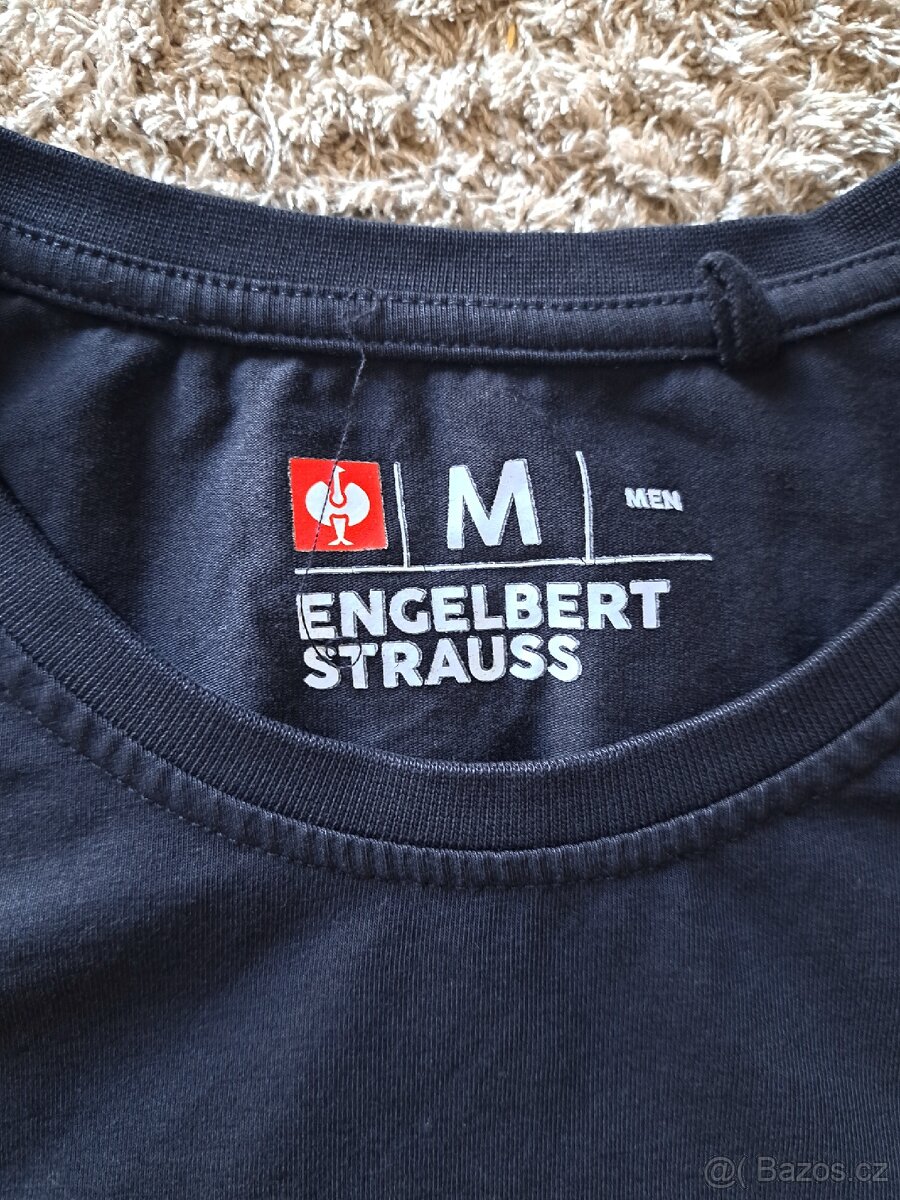 M MEN
ENGELBERT
STRAUSS
@( Bazos.cz